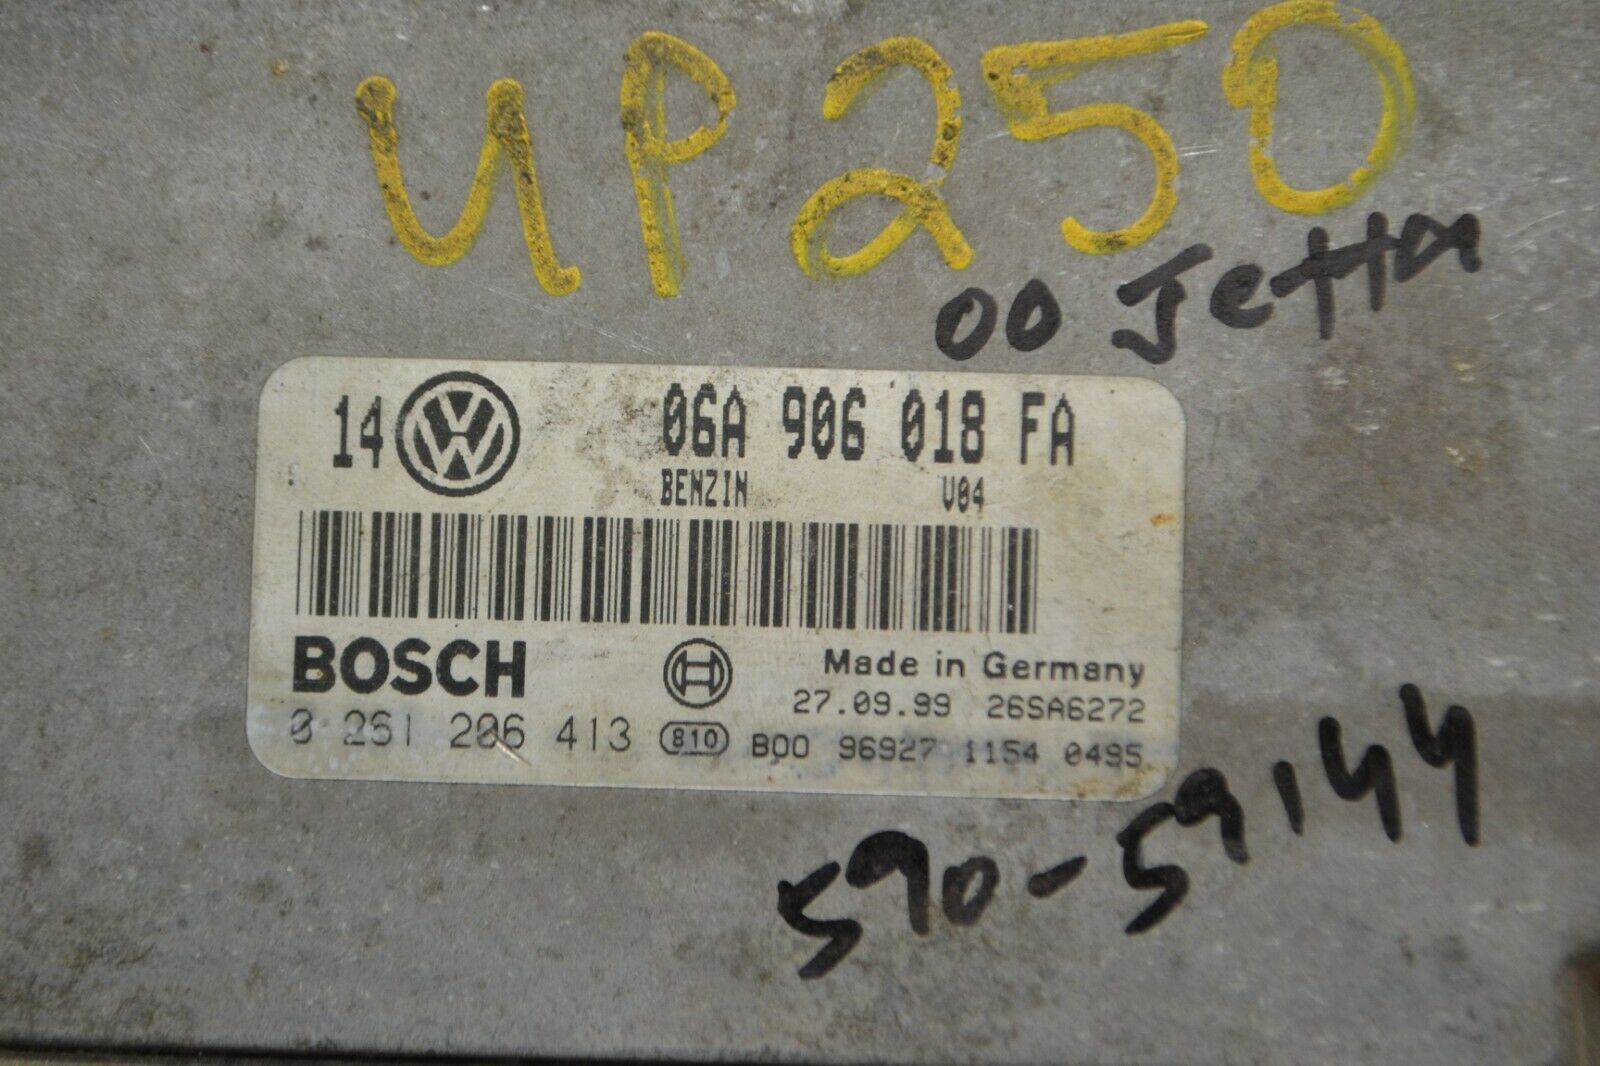 UP250
00 Jetta
14 06A 906 018 FA
BENZIN V04
BOSCH Made in Germany
27.09.99 26SA6272
0 261 206 413 810 B00 96927 1154 0495
590-59144